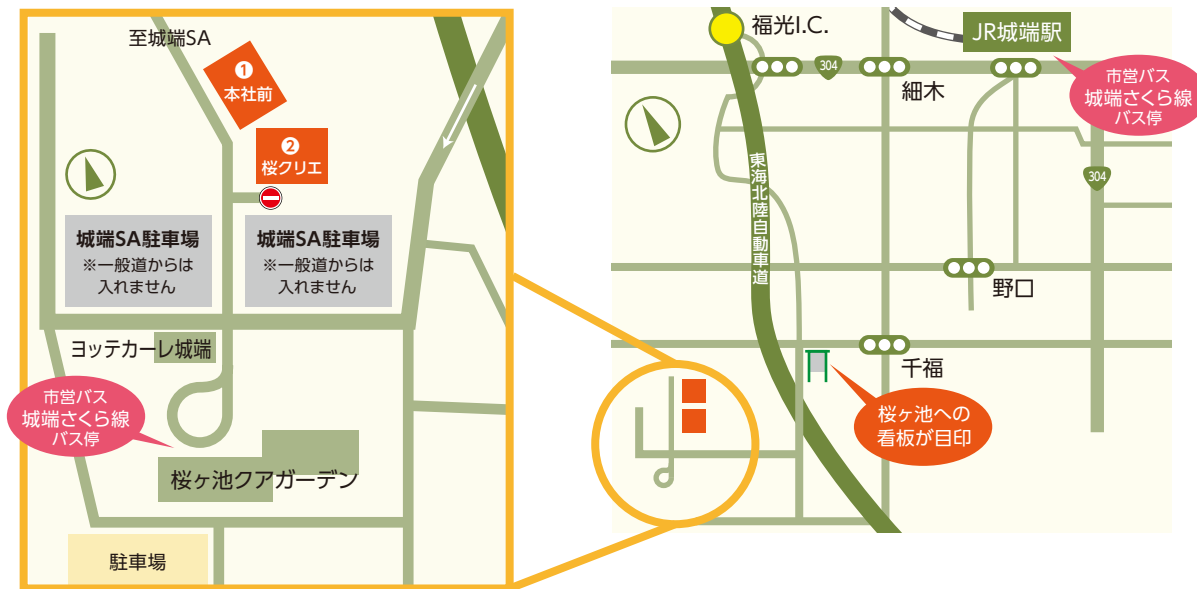 至城端SA
❶
本社前
❷
桜クリエ
城端SA駐車場
※一般道からは
入れません
城端SA駐車場
※一般道からは
入れません
ヨッテカーレ城端
市営バス
城端さくら線
バス停
桜ヶ池クアガーデン
駐車場
福光I.C.
304
細木
JR城端駅
市営バス
城端さくら線
バス停
304
東海北陸自動車道
野口
千福
桜ヶ池への
看板が目印